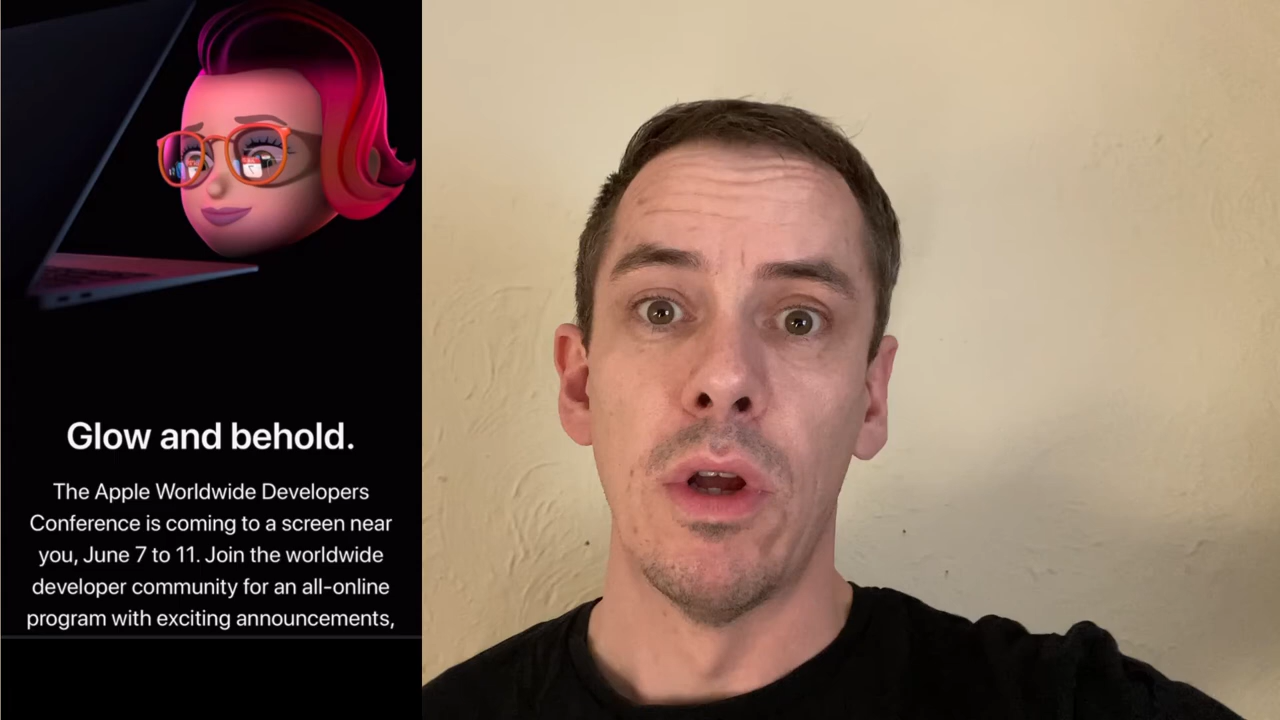 Glow and behold.
The Apple Worldwide Developers
Conference is coming to a screen near
you, June 7 to 11. Join the worldwide
developer community for an all-online
program with exciting announcements,